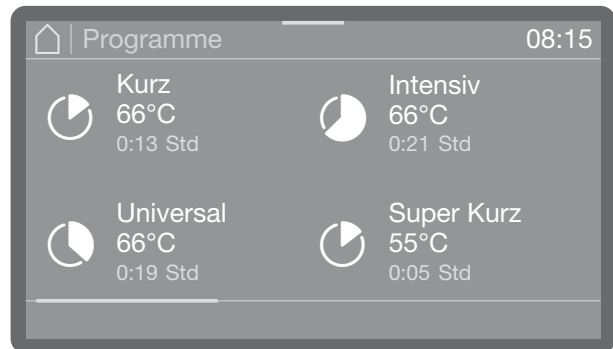 Programme 08:15
Kurz
66°C
0:13 Std
Intensiv
66°C
0:21 Std
Universal
66°C
0:19 Std
Super Kurz
55°C
0:05 Std